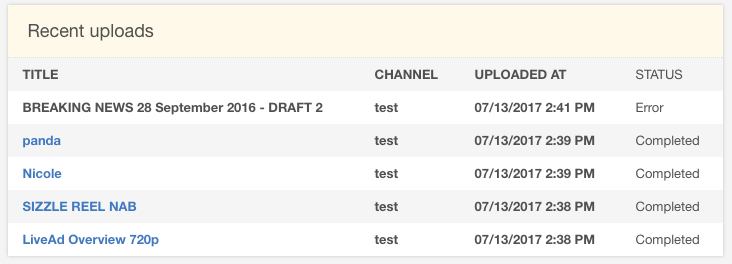 Recent uploads
TITLE CHANNEL UPLOADED AT STATUS
BREAKING NEWS 28 September 2016 - DRAFT 2 test 07/13/2017 2:41 PM Error
panda test 07/13/2017 2:39 PM Completed
Nicole test 07/13/2017 2:39 PM Completed
SIZZLE REEL NAB test 07/13/2017 2:38 PM Completed
LiveAd Overview 720p test 07/13/2017 2:38 PM Completed